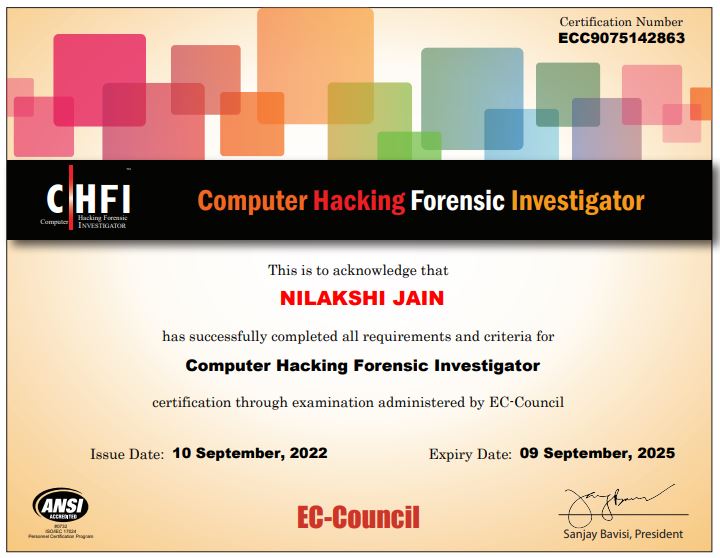 Certification Number
ECC9075142863
CHFI™
Computer Hacking Forensic
INVESTIGATOR
Computer Hacking Forensic Investigator
This is to acknowledge that
NILAKSHI JAIN
has successfully completed all requirements and criteria for
Computer Hacking Forensic Investigator
certification through examination administered by EC-Council
Issue Date: 10 September, 2022 Expiry Date: 09 September, 2025
ANSI
ACCREDITED
#0732
ISO/IEC 17024
Personnel Certification Program
EC-Council
Sanjay Bavisi, President